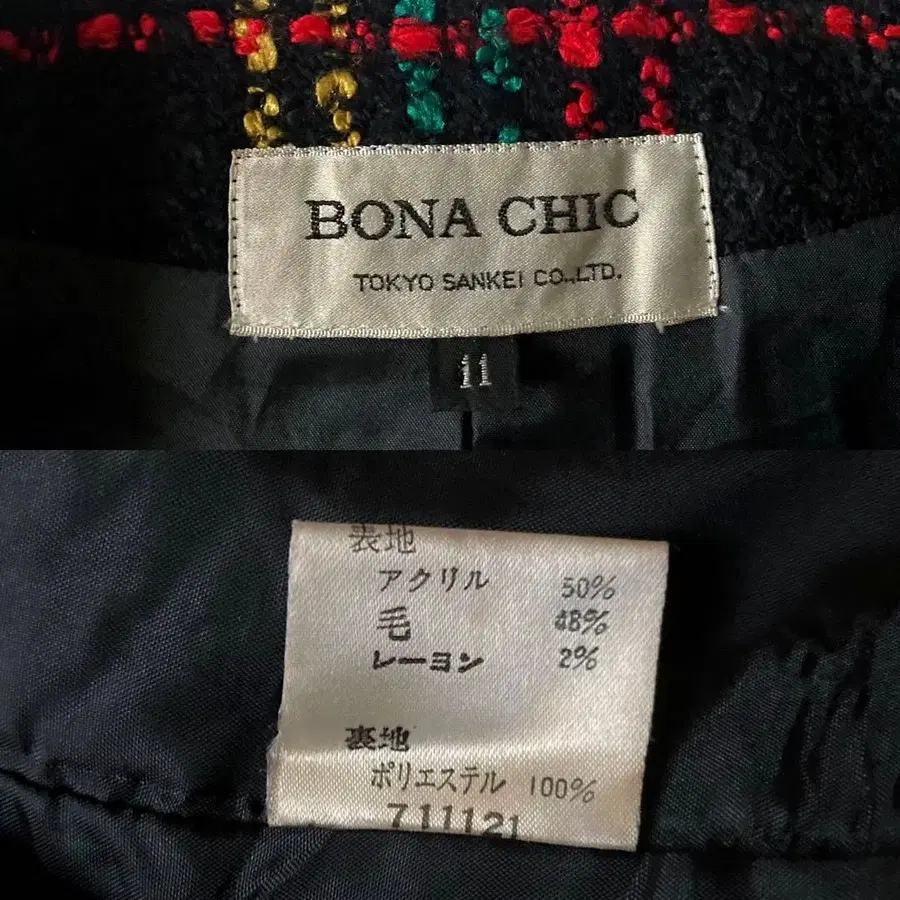 BONA CHIC
TOKYO SANKEI CO.,LTD.
11
表地
アクリル 50%
毛 48%
レーヨン 2%
裏地
ポリエステル 100%
711121